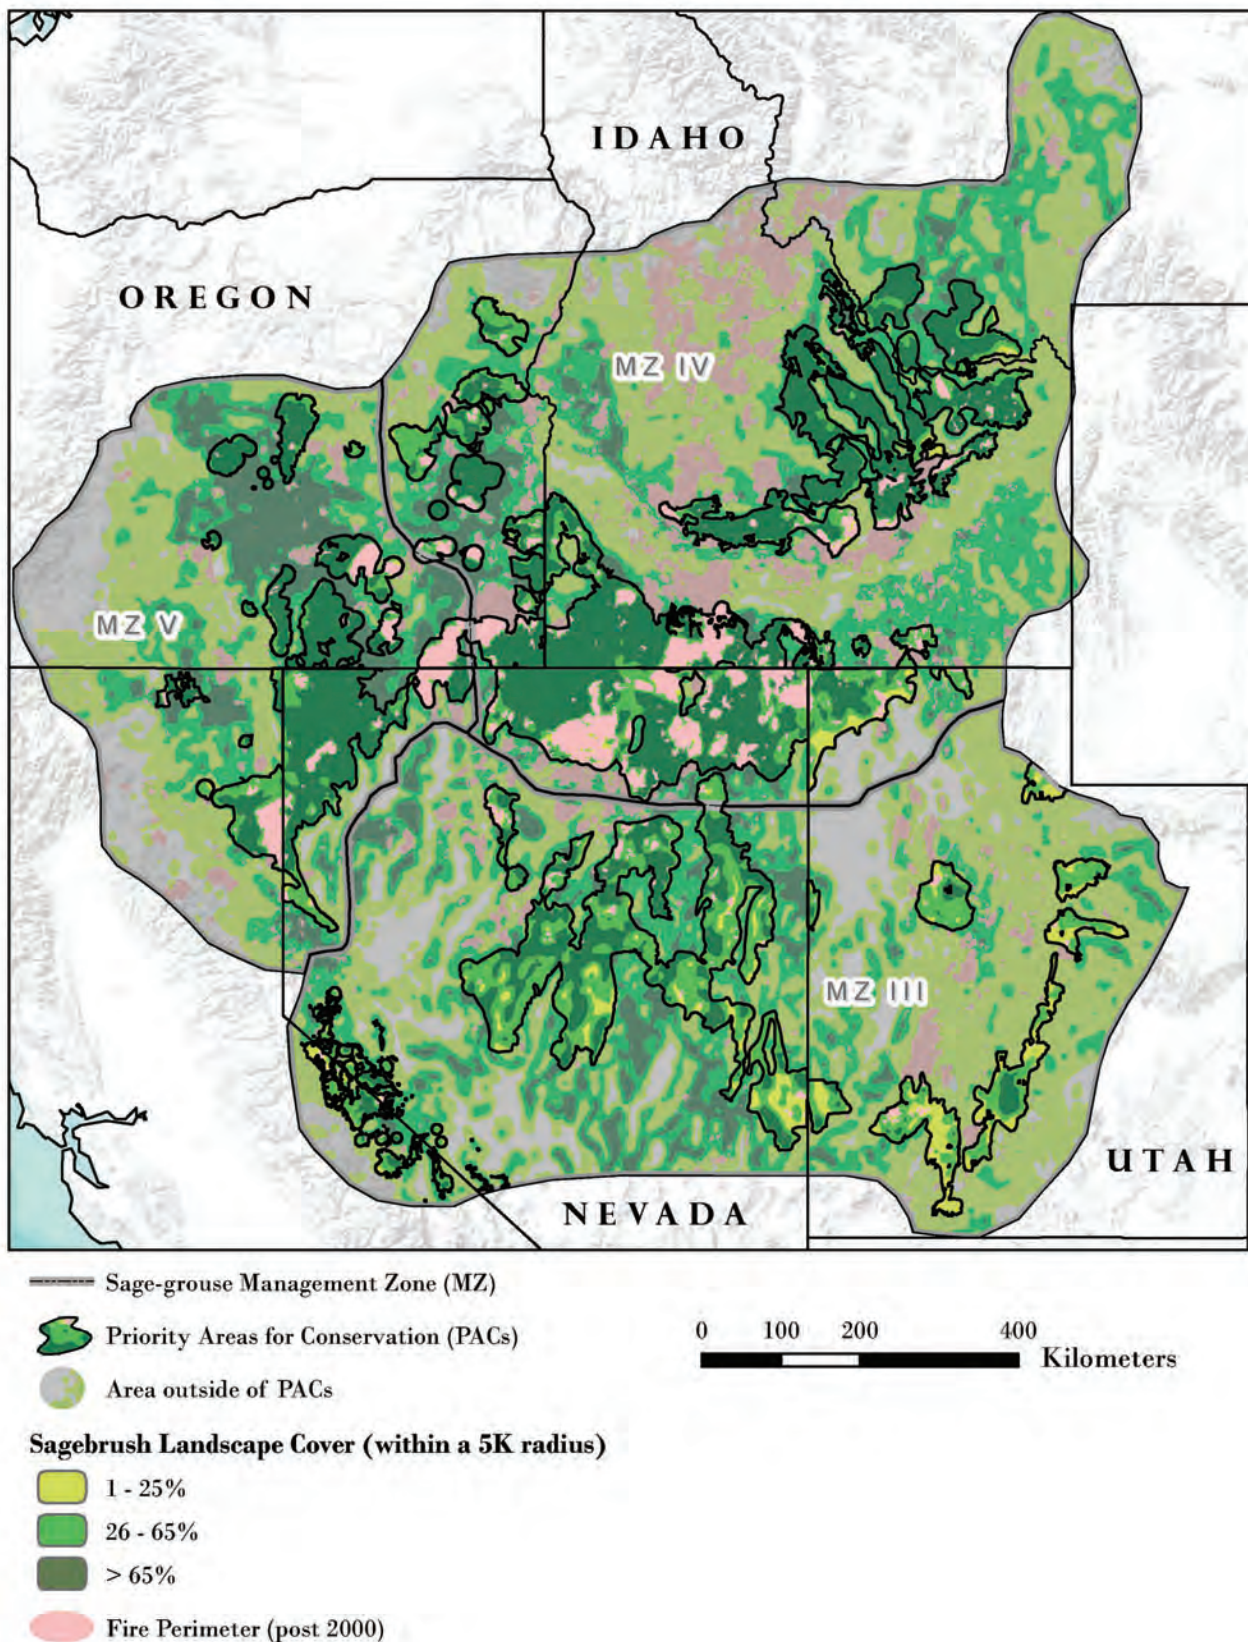 IDAHO
OREGON
MZ IV
MZ V
MZ III
UTAH
NEVADA
Sage-grouse Management Zone (MZ)
Priority Areas for Conservation (PACs)
Area outside of PACs
0 100 200 400
Kilometers
Sagebrush Landscape Cover (within a 5K radius)
1 - 25%
26 - 65%
> 65%
Fire Perimeter (post 2000)